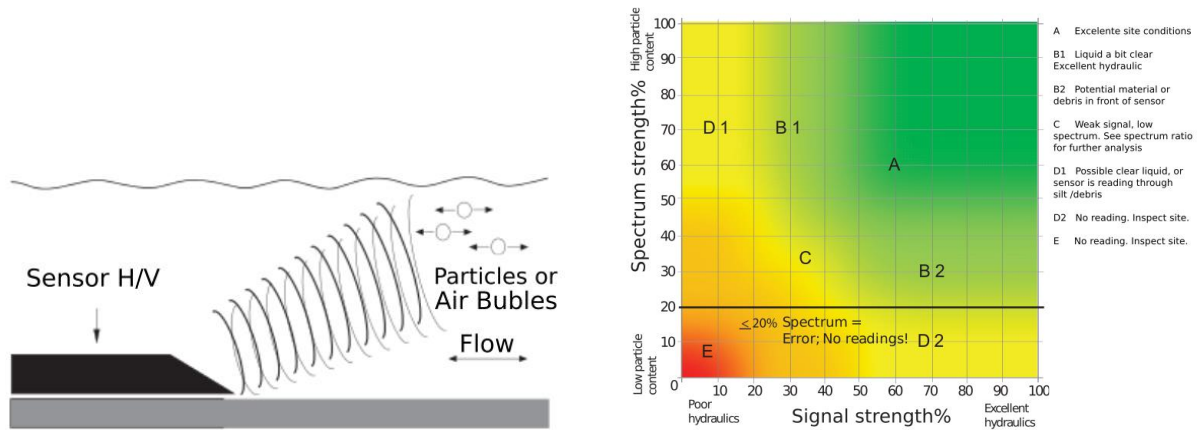 Sensor H/V
Particles or
Air Bubles
Flow
High particle
content
Spectrum strength%
Low particle
content
100
90
80
70
60
50
40
30
20
10
0
10 20 30 40 50 60 70 80 90 100
D 1
B 1
A
C
B 2
≤ 20% Spectrum =
Error; No readings!
D 2
E
Poor
hydraulics
Signal strength%
Excellent
hydraulics
A Excelente site conditions
B1 Liquid a bit clear
Excellent hydraulic
B2 Potential material or
debris in front of sensor
C Weak signal, low
spectrum. See spectrum ratio
for further analysis
D1 Possible clear liquid, or
sensor is reading through
silt /debris
D2 No reading. Inspect site.
E No reading. Inspect site.